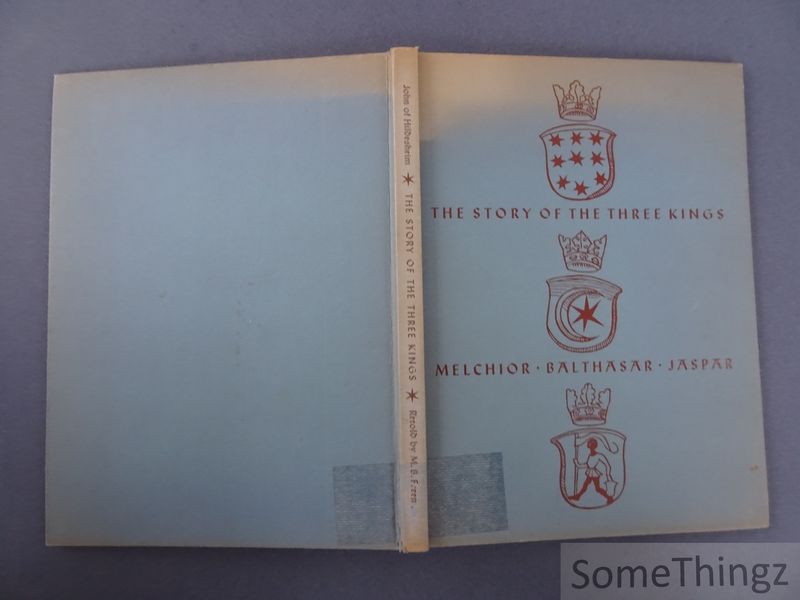 John of Hildesheim ★ THE STORY OF THE THREE KINGS ★ Retold by M. B. Freeman
THE STORY OF THE THREE KINGS
MELCHIOR · BALTHASAR · JASPAR
SomeThingz